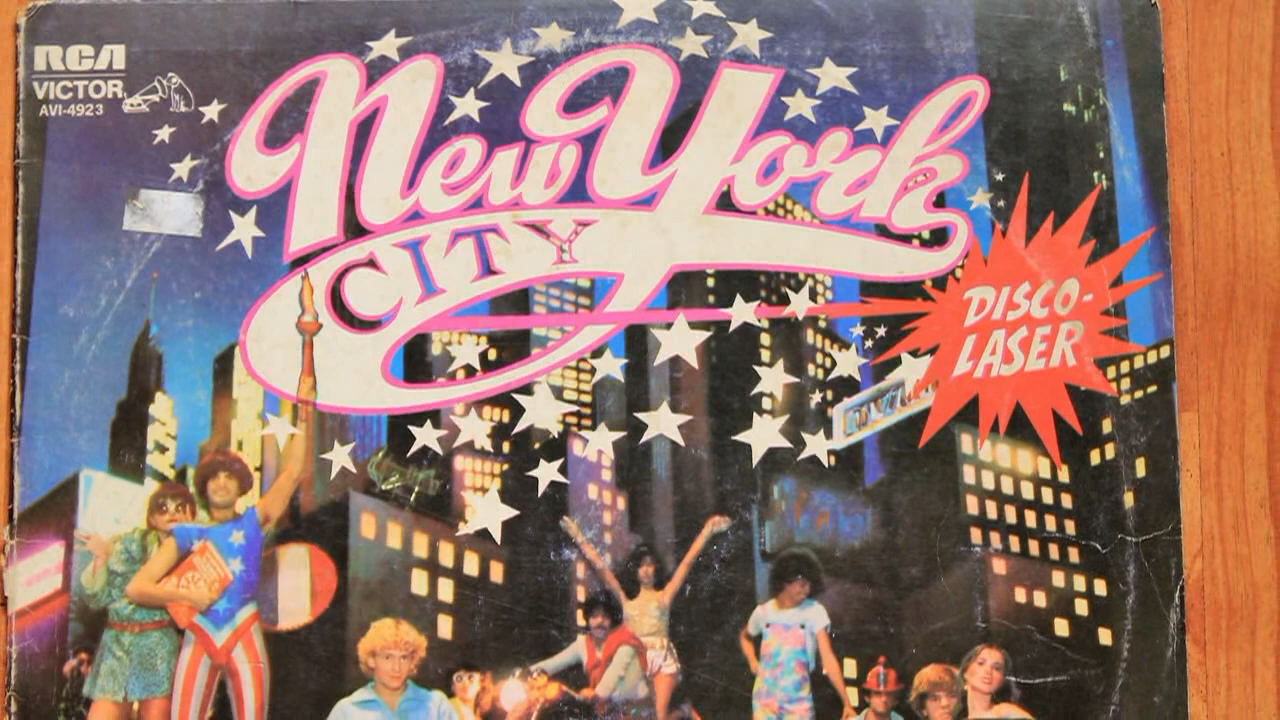 RCA
VICTOR
AVI-4923
New York
CITY
DISCO-
LASER